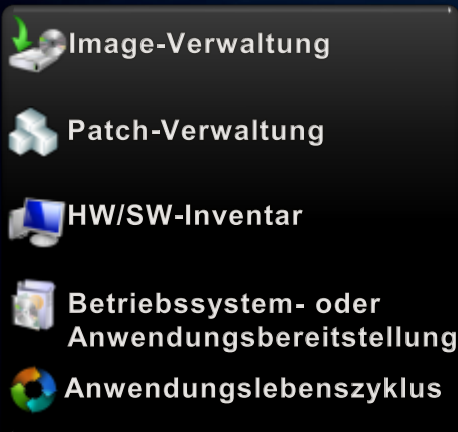 Image-Verwaltung
Patch-Verwaltung
HW/SW-Inventar
Betriebssystem- oder
Anwendungsbereitstellung
Anwendungslebenszyklus